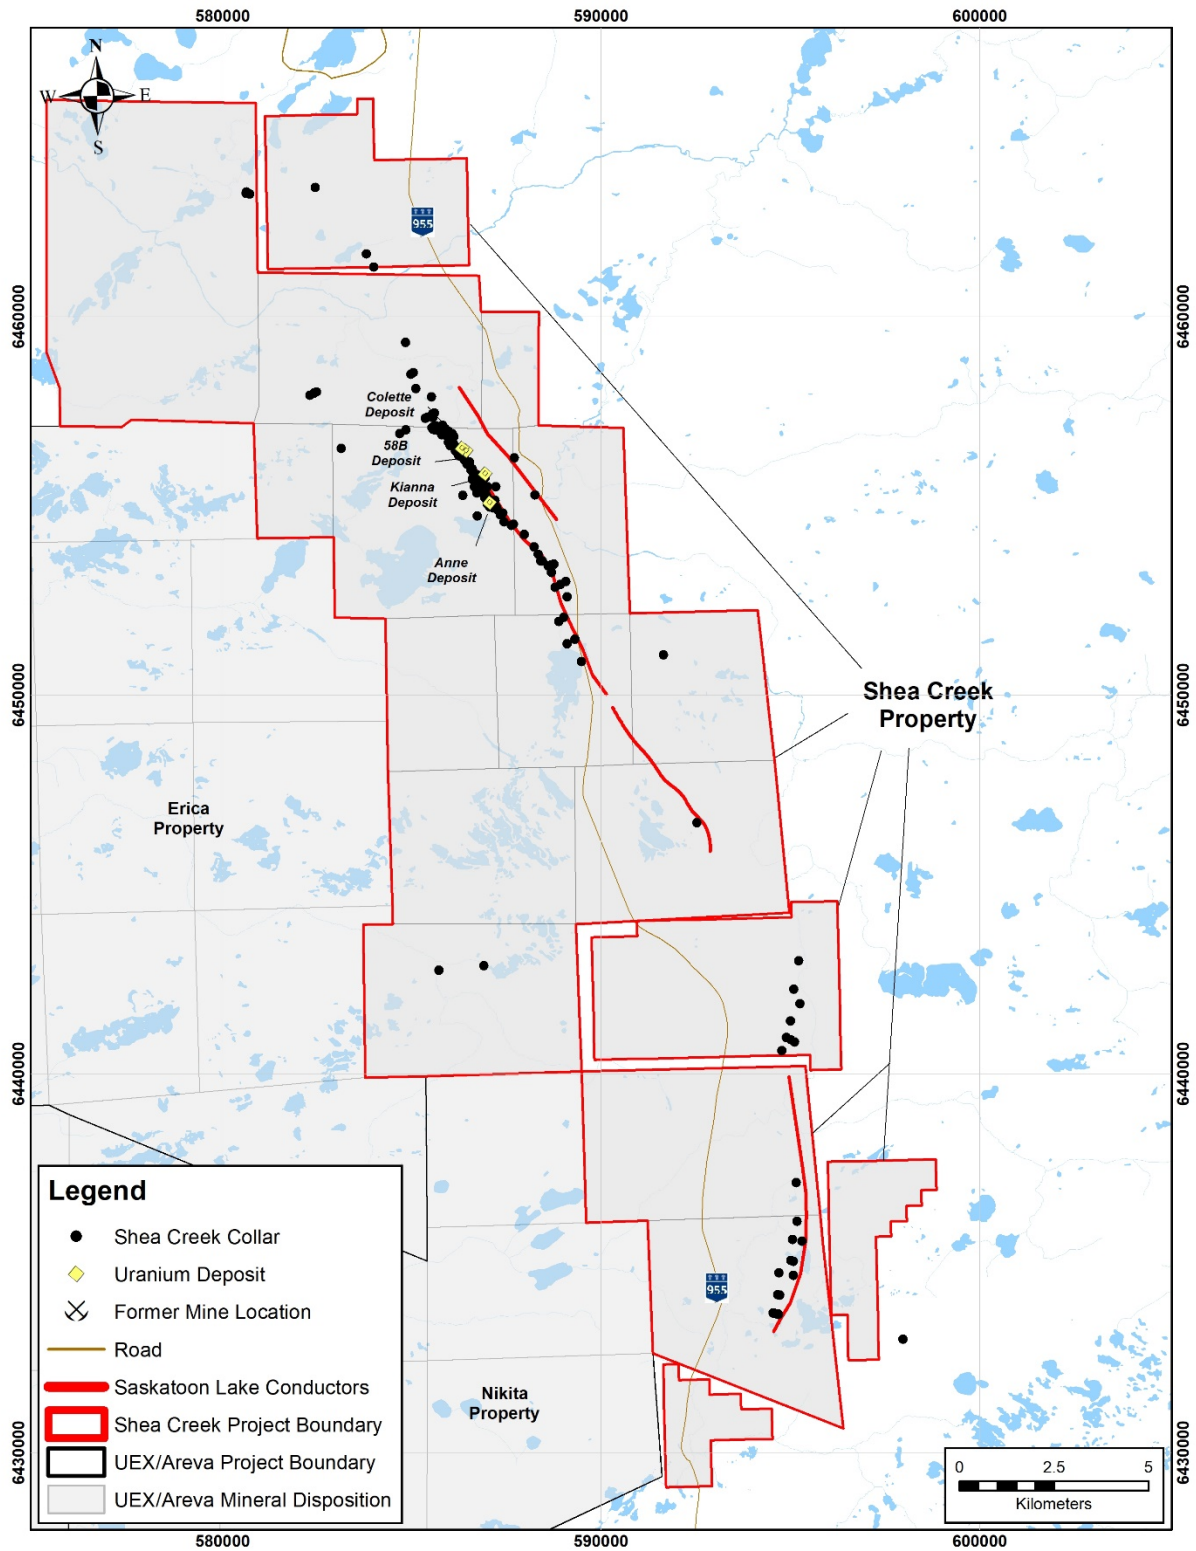 580000
590000
600000
N
W
E
S
955
6460000
6460000
Colette
Deposit
58B
Deposit
Kianna
Deposit
Anne
Deposit
6450000
6450000
Shea Creek
Property
Erica
Property
6440000
6440000
Legend
Shea Creek Collar
Uranium Deposit
Former Mine Location
Road
Saskatoon Lake Conductors
Shea Creek Project Boundary
UEX/Areva Project Boundary
UEX/Areva Mineral Disposition
955
Nikita
Property
6430000
6430000
0 2.5 5
Kilometers
580000
590000
600000